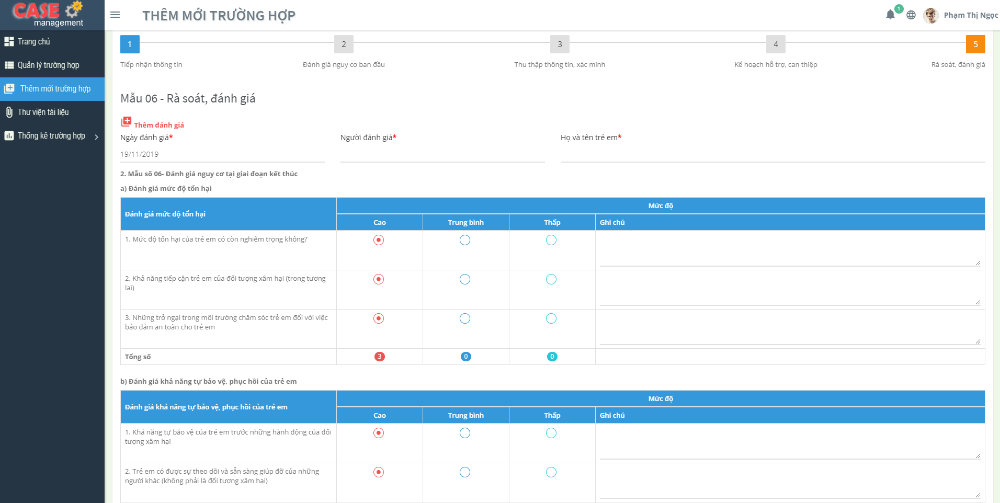 CASE
management
THÊM MỚI TRƯỜNG HỢP
1
Phạm Thị Ngọc
Trang chủ
Quản lý trường hợp
Thêm mới trường hợp
Thư viện tài liệu
Thống kê trường hợp
1
2
3
4
5
Tiếp nhận thông tin
Đánh giá nguy cơ ban đầu
Thu thập thông tin, xác minh
Kế hoạch hỗ trợ, can thiệp
Rà soát, đánh giá
Mẫu 06 - Rà soát, đánh giá
Thêm đánh giá
Ngày đánh giá*
Người đánh giá*
Họ và tên trẻ em*
19/11/2019
2. Mẫu số 06- Đánh giá nguy cơ tại giai đoạn kết thúc
a) Đánh giá mức độ tổn hại
Đánh giá mức độ tổn hại
Mức độ
Cao
Trung bình
Thấp
Ghi chú
1. Mức độ tổn hại của trẻ em có còn nghiêm trọng không?
2. Khả năng tiếp cận trẻ em của đối tượng xâm hại (trong tương
lai)
3. Những trở ngại trong môi trường chăm sóc trẻ em đối với việc
bảo đảm an toàn cho trẻ em
Tổng số
3
0
0
b) Đánh giá khả năng tự bảo vệ, phục hồi của trẻ em
Đánh giá khả năng tự bảo vệ, phục hồi của trẻ em
Mức độ
Cao
Trung bình
Thấp
Ghi chú
1. Khả năng tự bảo vệ của trẻ em trước những hành động của đối
tượng xâm hại
2. Trẻ em có được sự theo dõi và sẵn sàng giúp đỡ của những
người khác (không phải là đối tượng xâm hại)